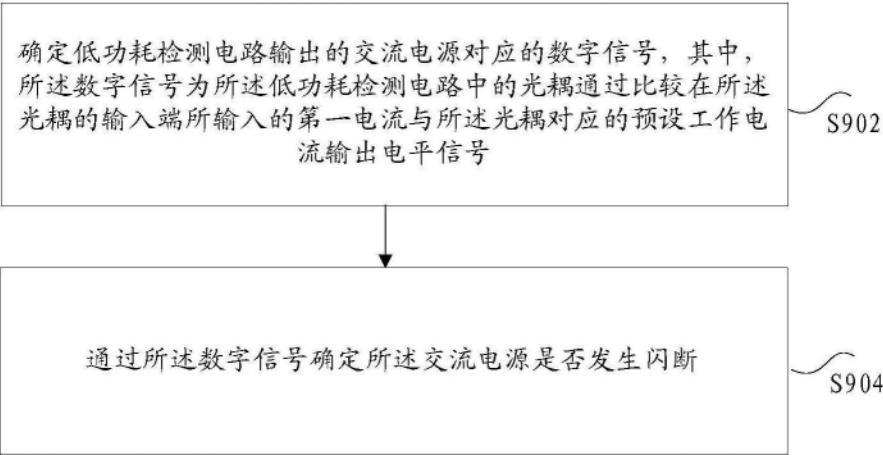 确定低功耗检测电路输出的交流电源对应的数字信号，其中，
所述数字信号为所述低功耗检测电路中的光耦通过比较在所述
光耦的输入端所输入的第一电流与所述光耦对应的预设工作电
流输出电平信号
S902
通过所述数字信号确定所述交流电源是否发生闪断
S904